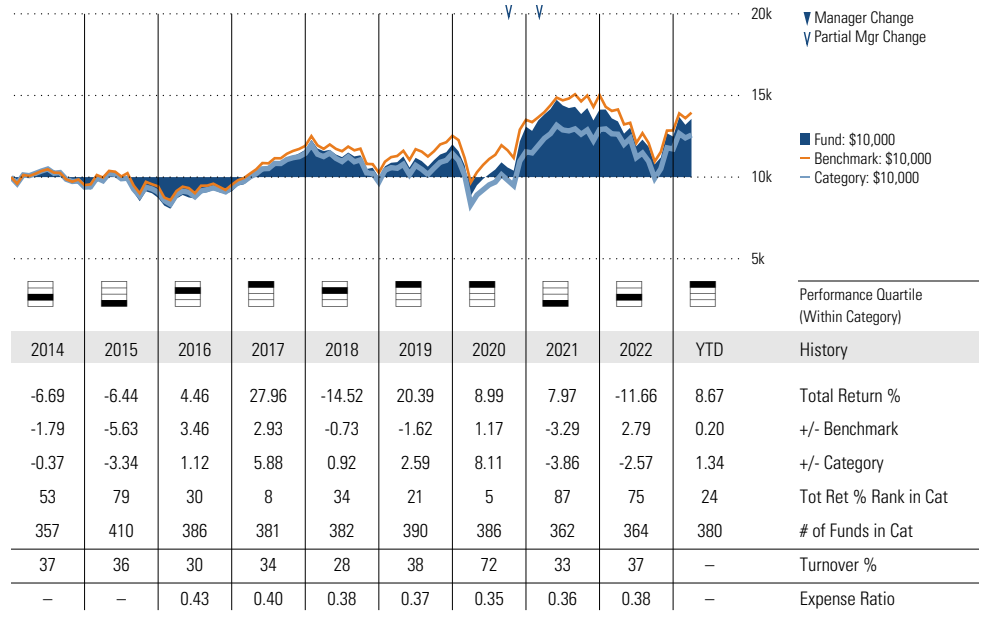 20k
Manager Change
Partial Mgr Change
15k
Fund: $10,000
Benchmark: $10,000
Category: $10,000
10k
5k
Performance Quartile
(Within Category)
2014 2015 2016 2017 2018 2019 2020 2021 2022 YTD History
-6.69 -6.44 4.46 27.96 -14.52 20.39 8.99 7.97 -11.66 8.67 Total Return %
-1.79 -5.63 3.46 2.93 -0.73 -1.62 1.17 -3.29 2.79 0.20 +/- Benchmark
-0.37 -3.34 1.12 5.88 0.92 2.59 8.11 -3.86 -2.57 1.34 +/- Category
53 79 30 8 34 21 5 87 75 24 Tot Ret % Rank in Cat
357 410 386 381 382 390 386 362 364 380 # of Funds in Cat
37 36 30 34 28 38 72 33 37 – Turnover %
– – 0.43 0.40 0.38 0.37 0.35 0.36 0.38 – Expense Ratio